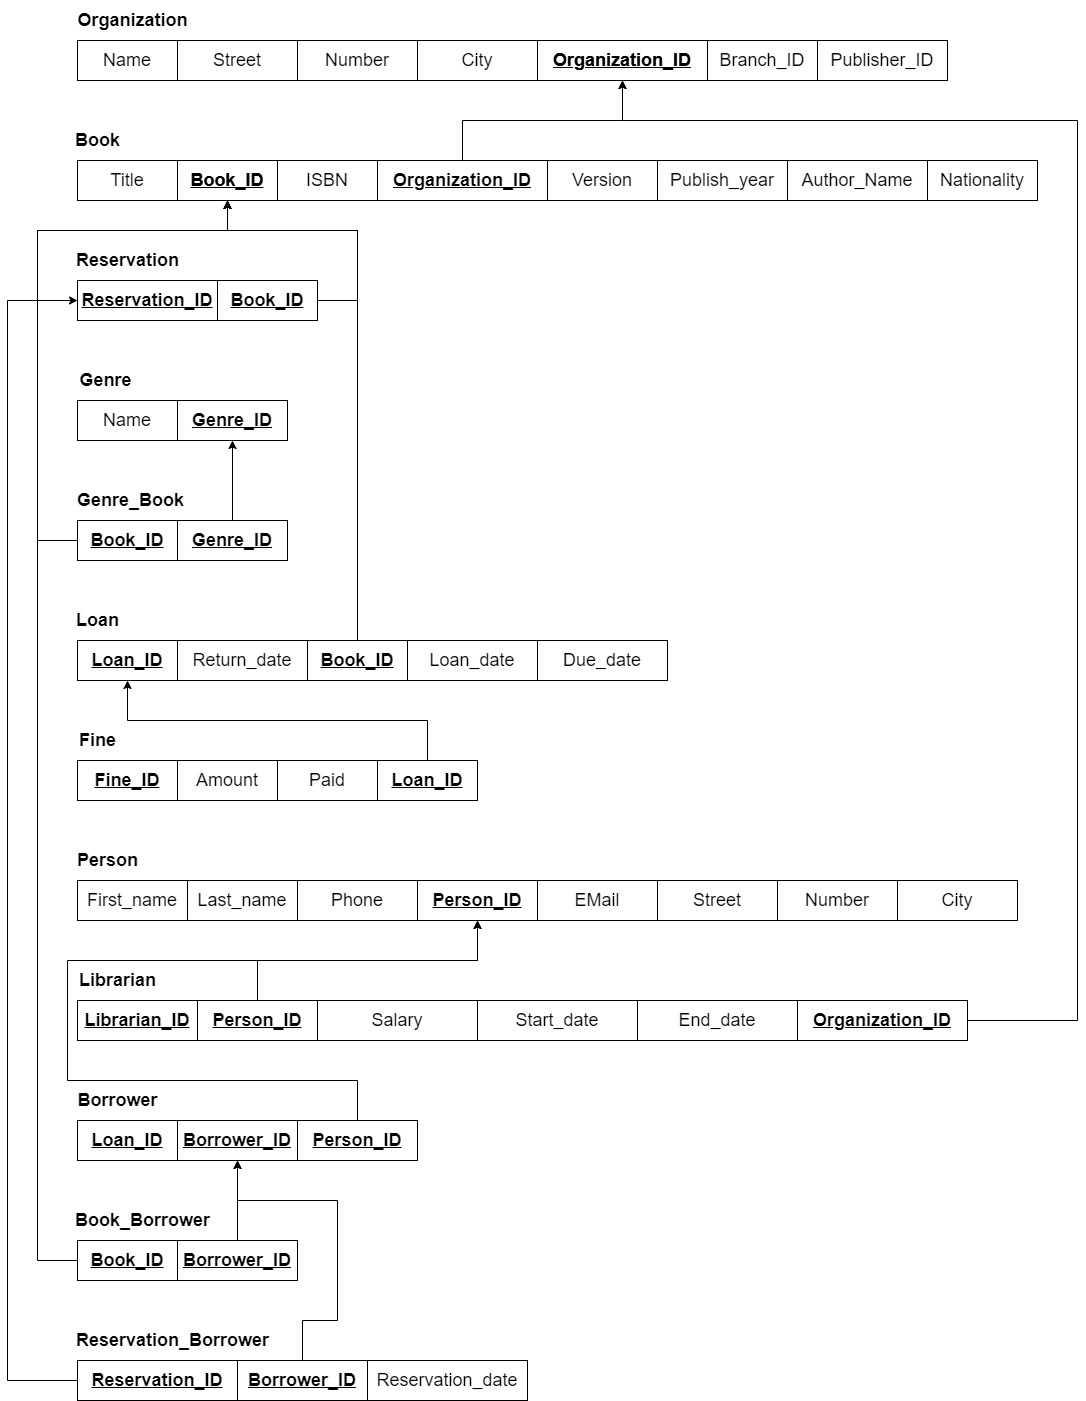 Organization
Name Street Number City Organization_ID Branch_ID Publisher_ID
Book
Title Book_ID ISBN Organization_ID Version Publish_year Author_Name Nationality
Reservation
Reservation_ID Book_ID
Genre
Name Genre_ID
Genre_Book
Book_ID Genre_ID
Loan
Loan_ID Return_date Book_ID Loan_date Due_date
Fine
Fine_ID Amount Paid Loan_ID
Person
First_name Last_name Phone Person_ID EMail Street Number City
Librarian
Librarian_ID Person_ID Salary Start_date End_date Organization_ID
Borrower
Loan_ID Borrower_ID Person_ID
Book_Borrower
Book_ID Borrower_ID
Reservation_Borrower
Reservation_ID Borrower_ID Reservation_date